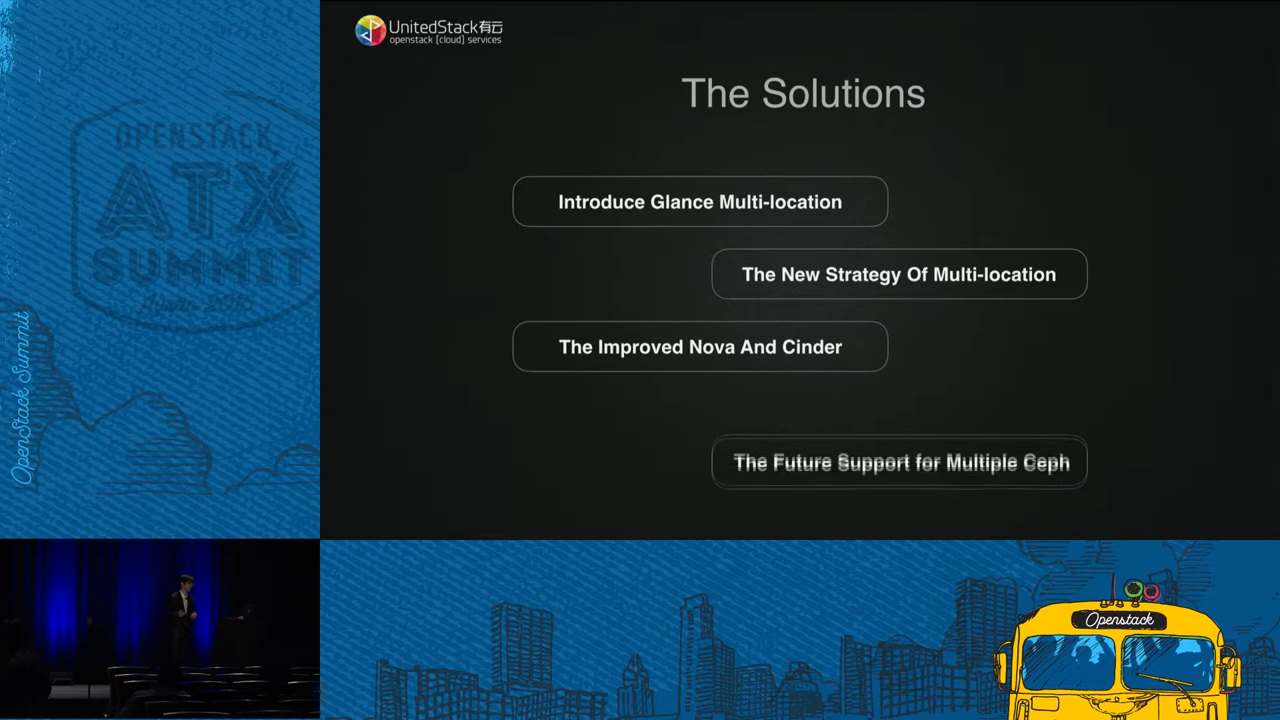 UnitedStack有云
openstack [cloud] services
The Solutions
Introduce Glance Multi-location
The New Strategy Of Multi-location
The Improved Nova And Cinder
The Future Support for Multiple Ceph
OPENSTACK
ATX
SUMMIT
OpenStack Summit
Openstack